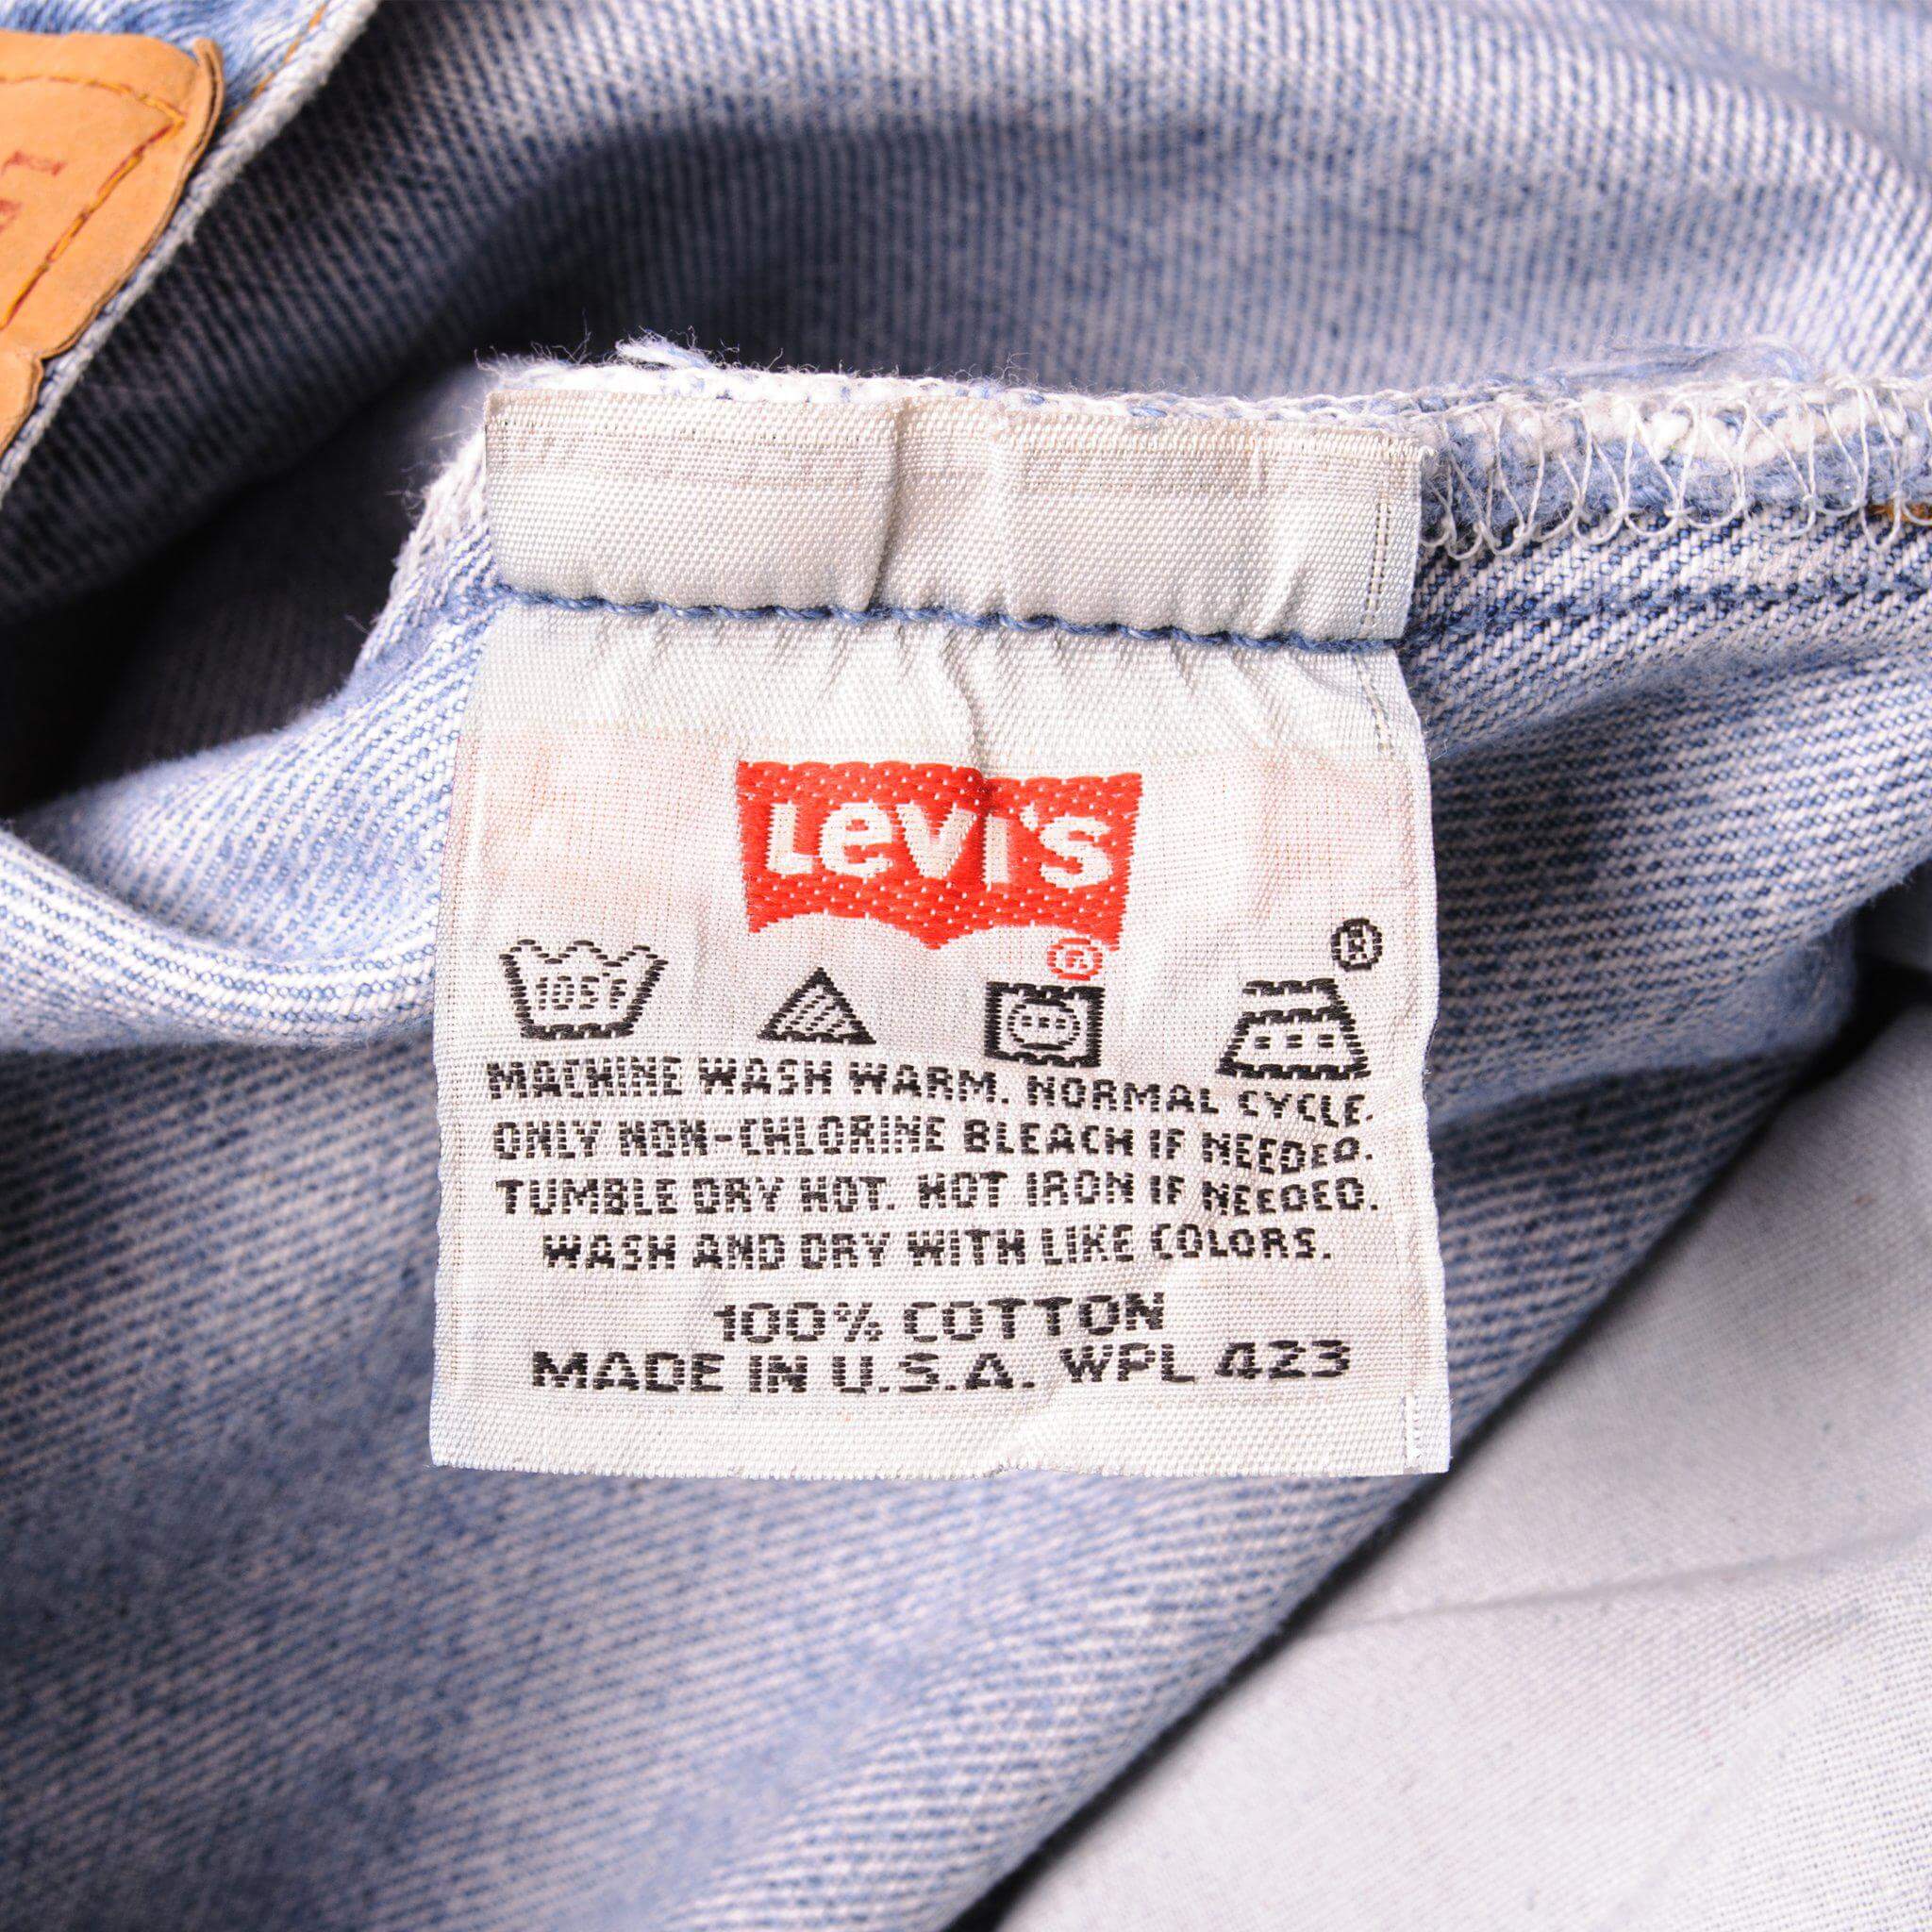 Levi's
®
®
105°F
MACHINE WASH WARM. NORMAL CYCLE.
ONLY NON-CHLORINE BLEACH IF NEEDED.
TUMBLE DRY HOT. HOT IRON IF NEEDED.
WASH AND DRY WITH LIKE COLORS.
100% COTTON
MADE IN U.S.A. WPL 423